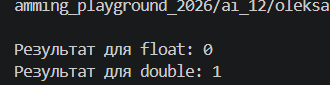 amming_playground_2026/ai_12/oleksa
Результат для float: 0
Результат для double: 1